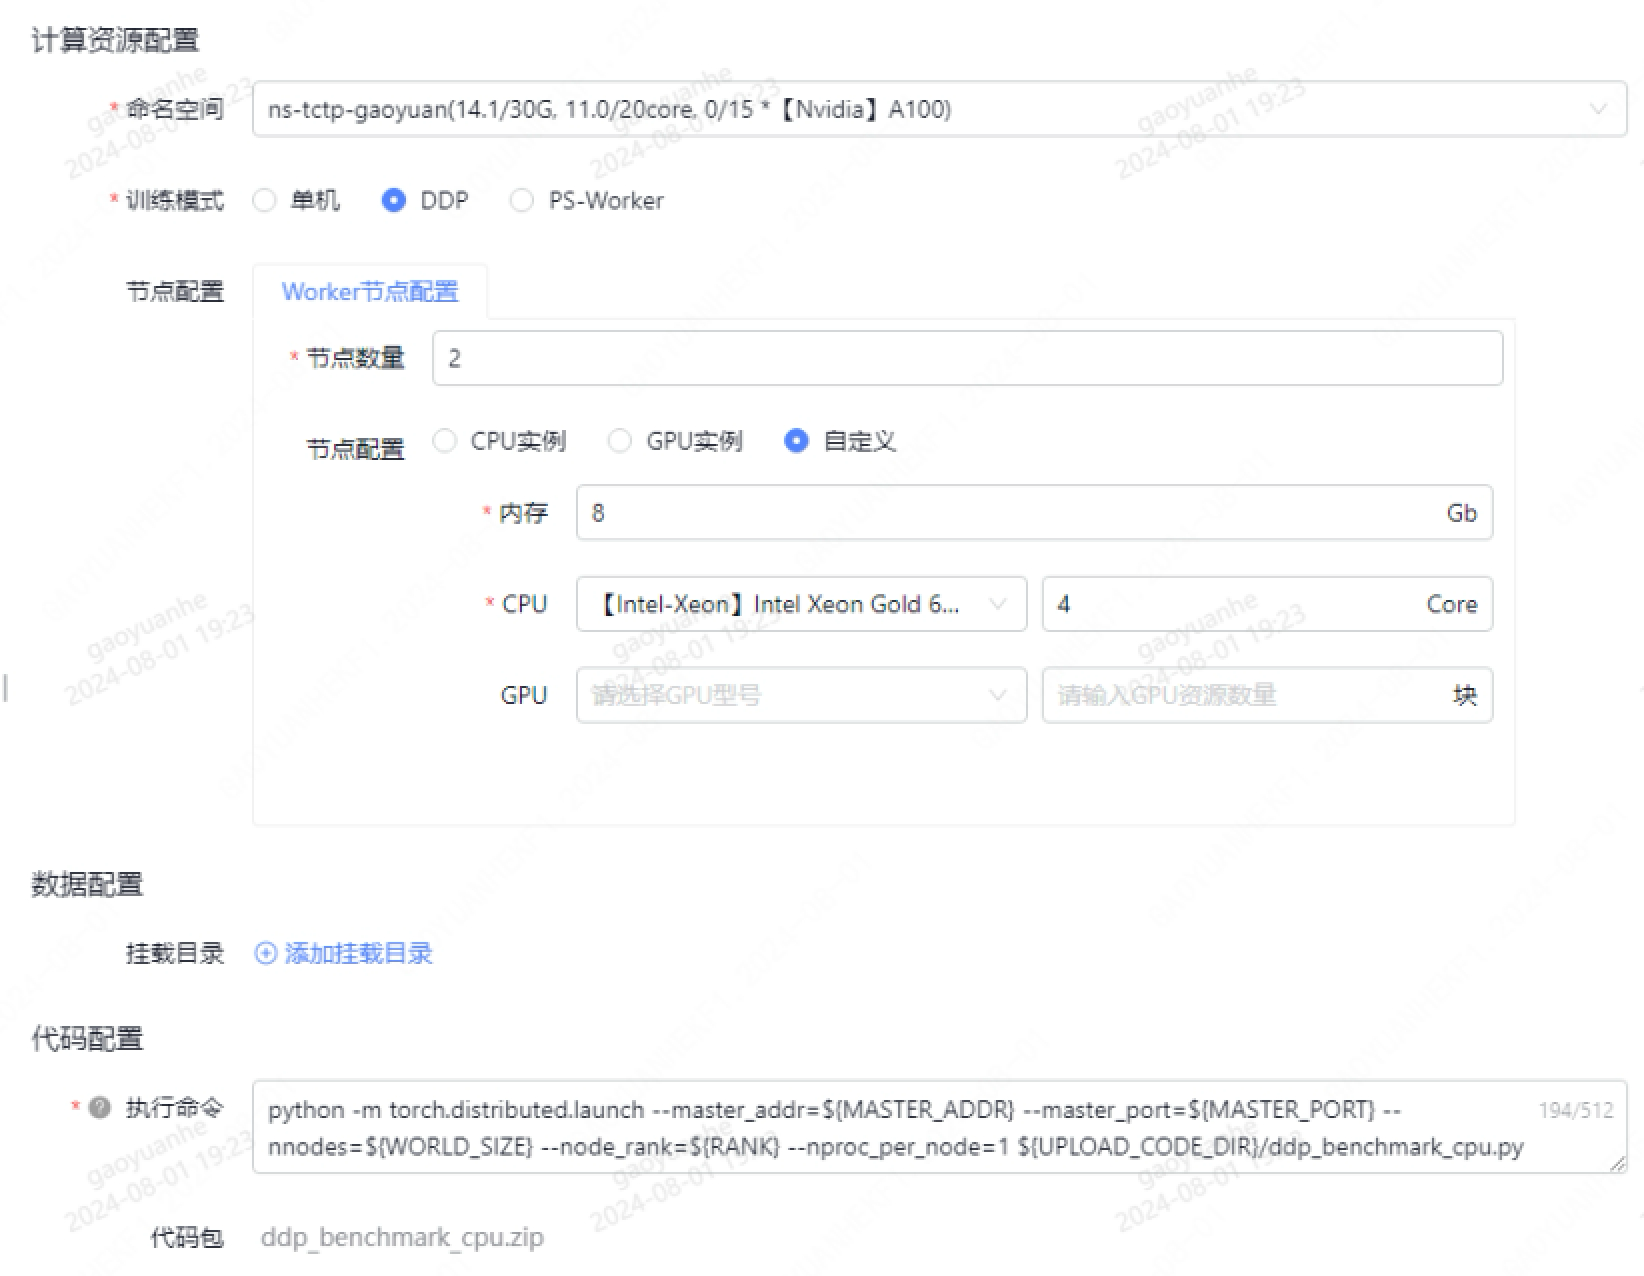 计算资源配置
* 命名空间 ns-tctp-gaoyuan(14.1/30G, 11.0/20core, 0/15 *【Nvidia】A100)
* 训练模式 单机 DDP PS-Worker
节点配置 Worker节点配置
* 节点数量 2
节点配置 CPU实例 GPU实例 自定义
* 内存 8 Gb
* CPU 【Intel-Xeon】Intel Xeon Gold 6... 4 Core
GPU 请选择GPU型号 请输入GPU资源数量 块
数据配置
挂载目录 添加挂载目录
代码配置
* ? 执行命令 python -m torch.distributed.launch --master_addr=${MASTER_ADDR} --master_port=${MASTER_PORT} -- 194/512
nnodes=${WORLD_SIZE} --node_rank=${RANK} --nproc_per_node=1 ${UPLOAD_CODE_DIR}/ddp_benchmark_cpu.py
代码包 ddp_benchmark_cpu.zip
gaoyuanhe
2024-08-01 19:23